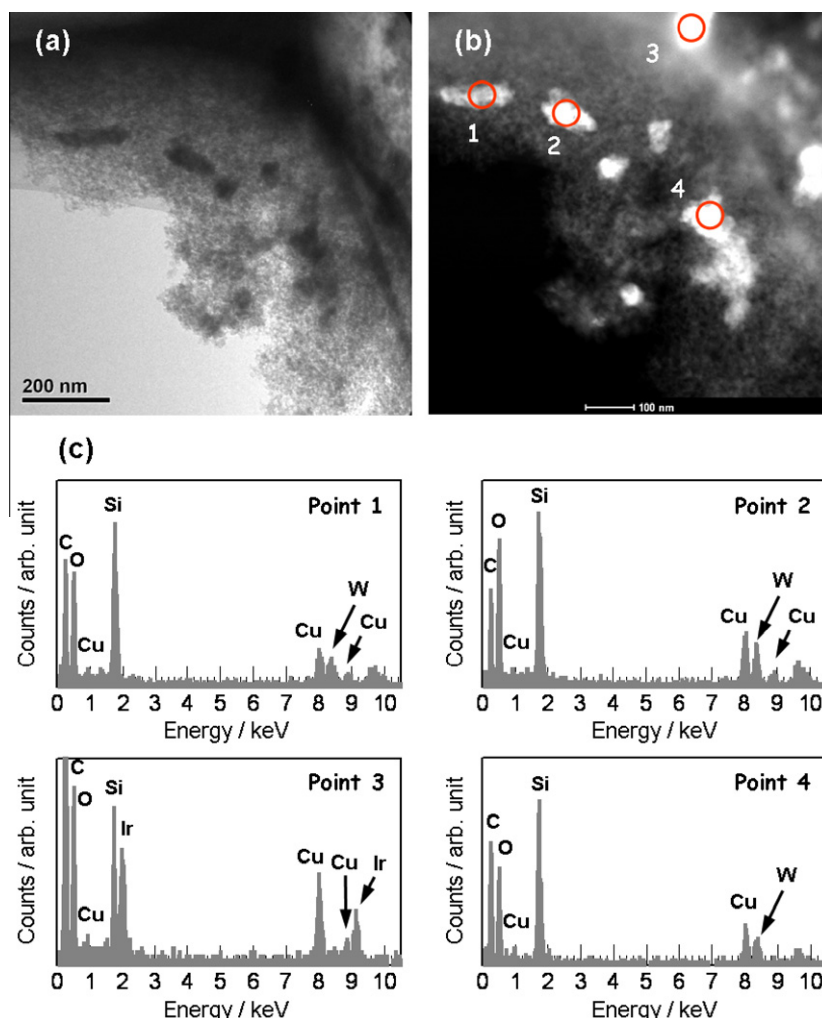 (a)
200 nm
(b)
1
2
3
4
100 nm
(c)
Point 1
Counts / arb. unit
C
O
Cu
Si
Cu
W
Cu
0 1 2 3 4 5 6 7 8 9 10
Energy / keV
Point 2
Counts / arb. unit
C
O
Cu
Si
Cu
W
Cu
0 1 2 3 4 5 6 7 8 9 10
Energy / keV
Point 3
Counts / arb. unit
C
O
Cu
Si
Ir
Cu
Cu
Ir
0 1 2 3 4 5 6 7 8 9 10
Energy / keV
Point 4
Counts / arb. unit
C
O
Cu
Si
Cu
W
0 1 2 3 4 5 6 7 8 9 10
Energy / keV